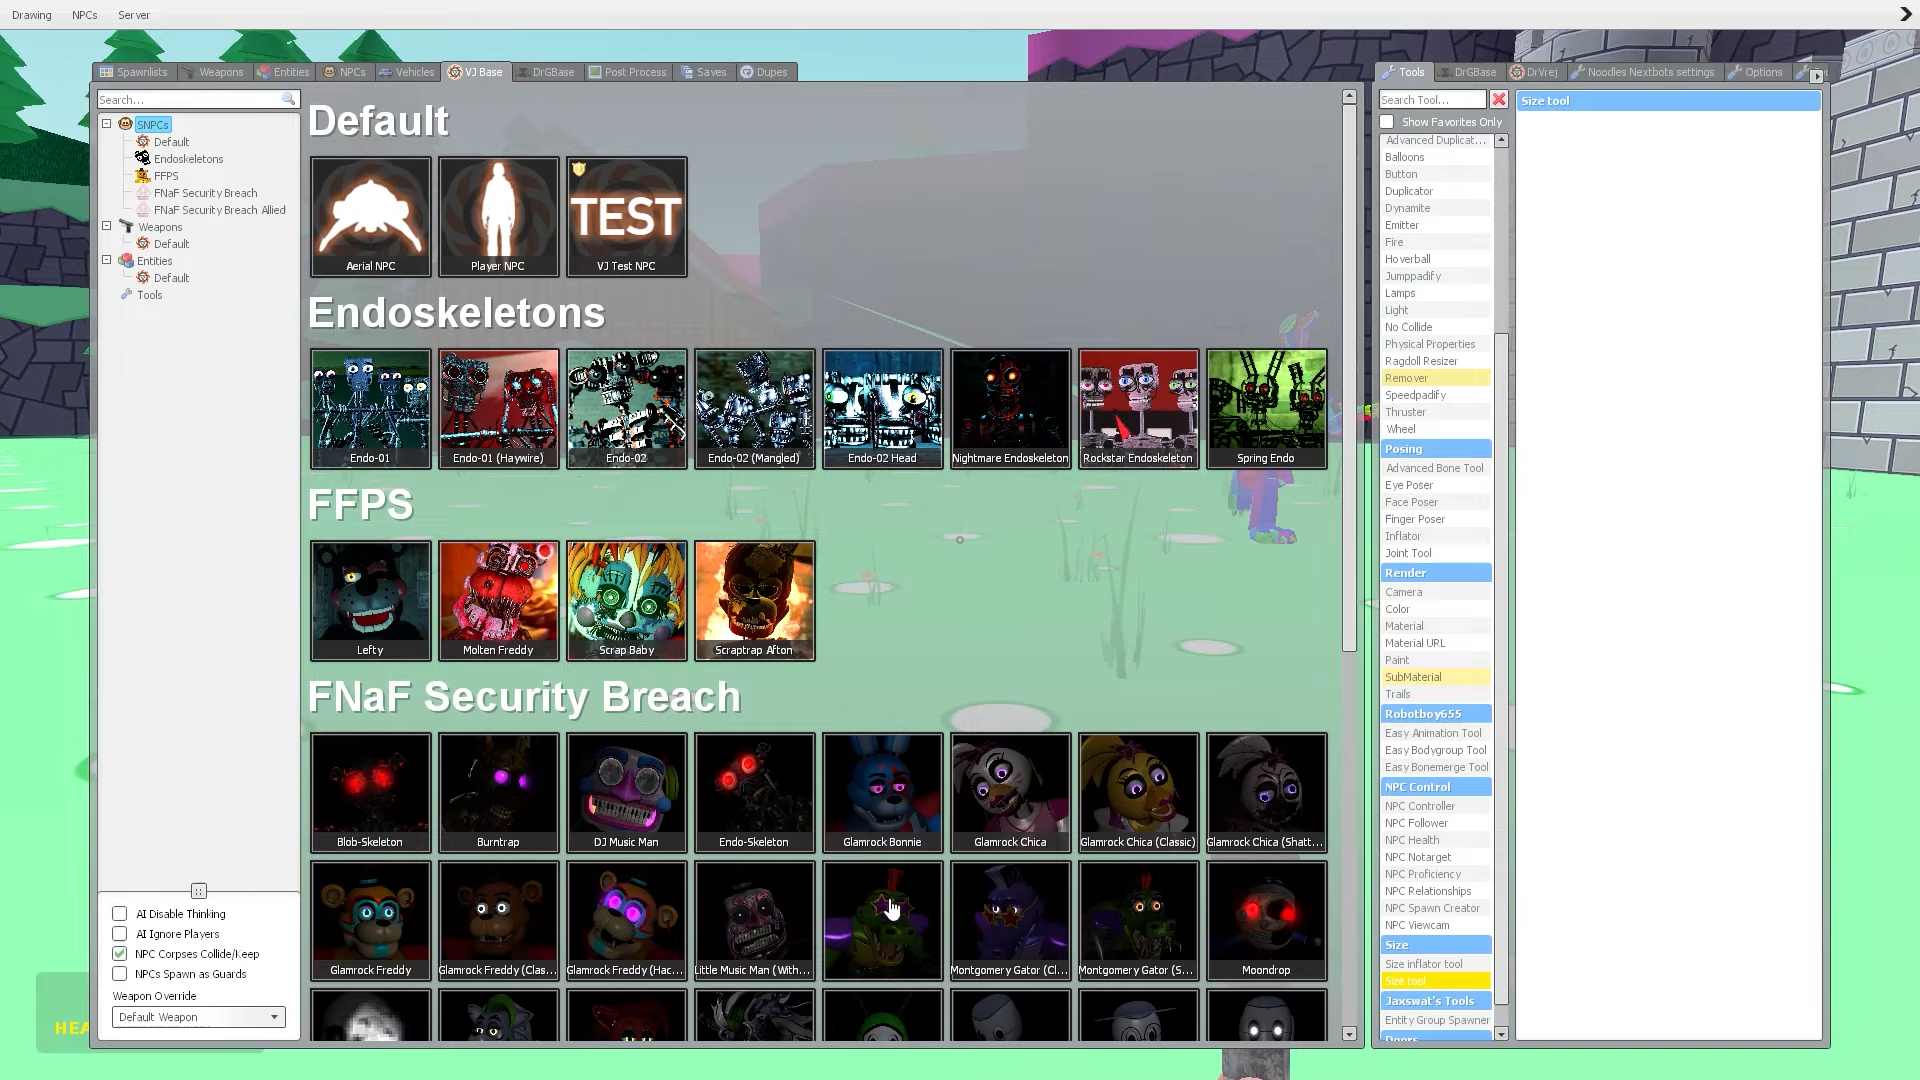 Drawing NPCs Server
Spawnlists Weapons Entities NPCs Vehicles VJ Base DrGBase Post Process Saves Dupes
Search...
SNPCs
Default
Endoskeletons
FFPS
FNaF Security Breach
FNaF Security Breach Allied
Weapons
Default
Entities
Default
Tools
AI Disable Thinking
AI Ignore Players
NPC Corpses Collide/Keep
NPCs Spawn as Guards
Weapon Override
Default Weapon
HEA
Default
TEST
Aerial NPC Player NPC VJ Test NPC
Endoskeletons
Endo-01 Endo-01 (Haywire) Endo-02 Endo-02 (Mangled) Endo-02 Head Nightmare Endoskeleton Rockstar Endoskeleton Spring Endo
FFPS
Lefty Molten Freddy Scrap Baby Scraptrap Afton
FNaF Security Breach
Blob-Skeleton Burntrap DJ Music Man Endo-Skeleton Glamrock Bonnie Glamrock Chica Glamrock Chica (Classic) Glamrock Chica (Shatt...
Glamrock Freddy Glamrock Freddy (Clas... Glamrock Freddy (Hac... Little Music Man (With... Montgomery Gator (Cl... Montgomery Gator (S... Moondrop
Tools DrGBase DrVrej Noodles Nextbots settings Options
Search Tool...
Show Favorites Only
Advanced Duplicat...
Balloons
Button
Duplicator
Dynamite
Emitter
Fire
Hoverball
Jumppadify
Lamps
Light
No Collide
Physical Properties
Ragdoll Resizer
Remover
Speedpadify
Thruster
Wheel
Posing
Advanced Bone Tool
Eye Poser
Face Poser
Finger Poser
Inflator
Joint Tool
Render
Camera
Color
Material
Material URL
Paint
SubMaterial
Trails
Robotboy655
Easy Animation Tool
Easy Bodygroup Tool
Easy Bonemerge Tool
NPC Control
NPC Controller
NPC Follower
NPC Health
NPC Notarget
NPC Proficiency
NPC Relationships
NPC Spawn Creator
NPC Viewcam
Size
Size inflator tool
Size tool
Jaxswat's Tools
Entity Group Spawner
Doors
Size tool